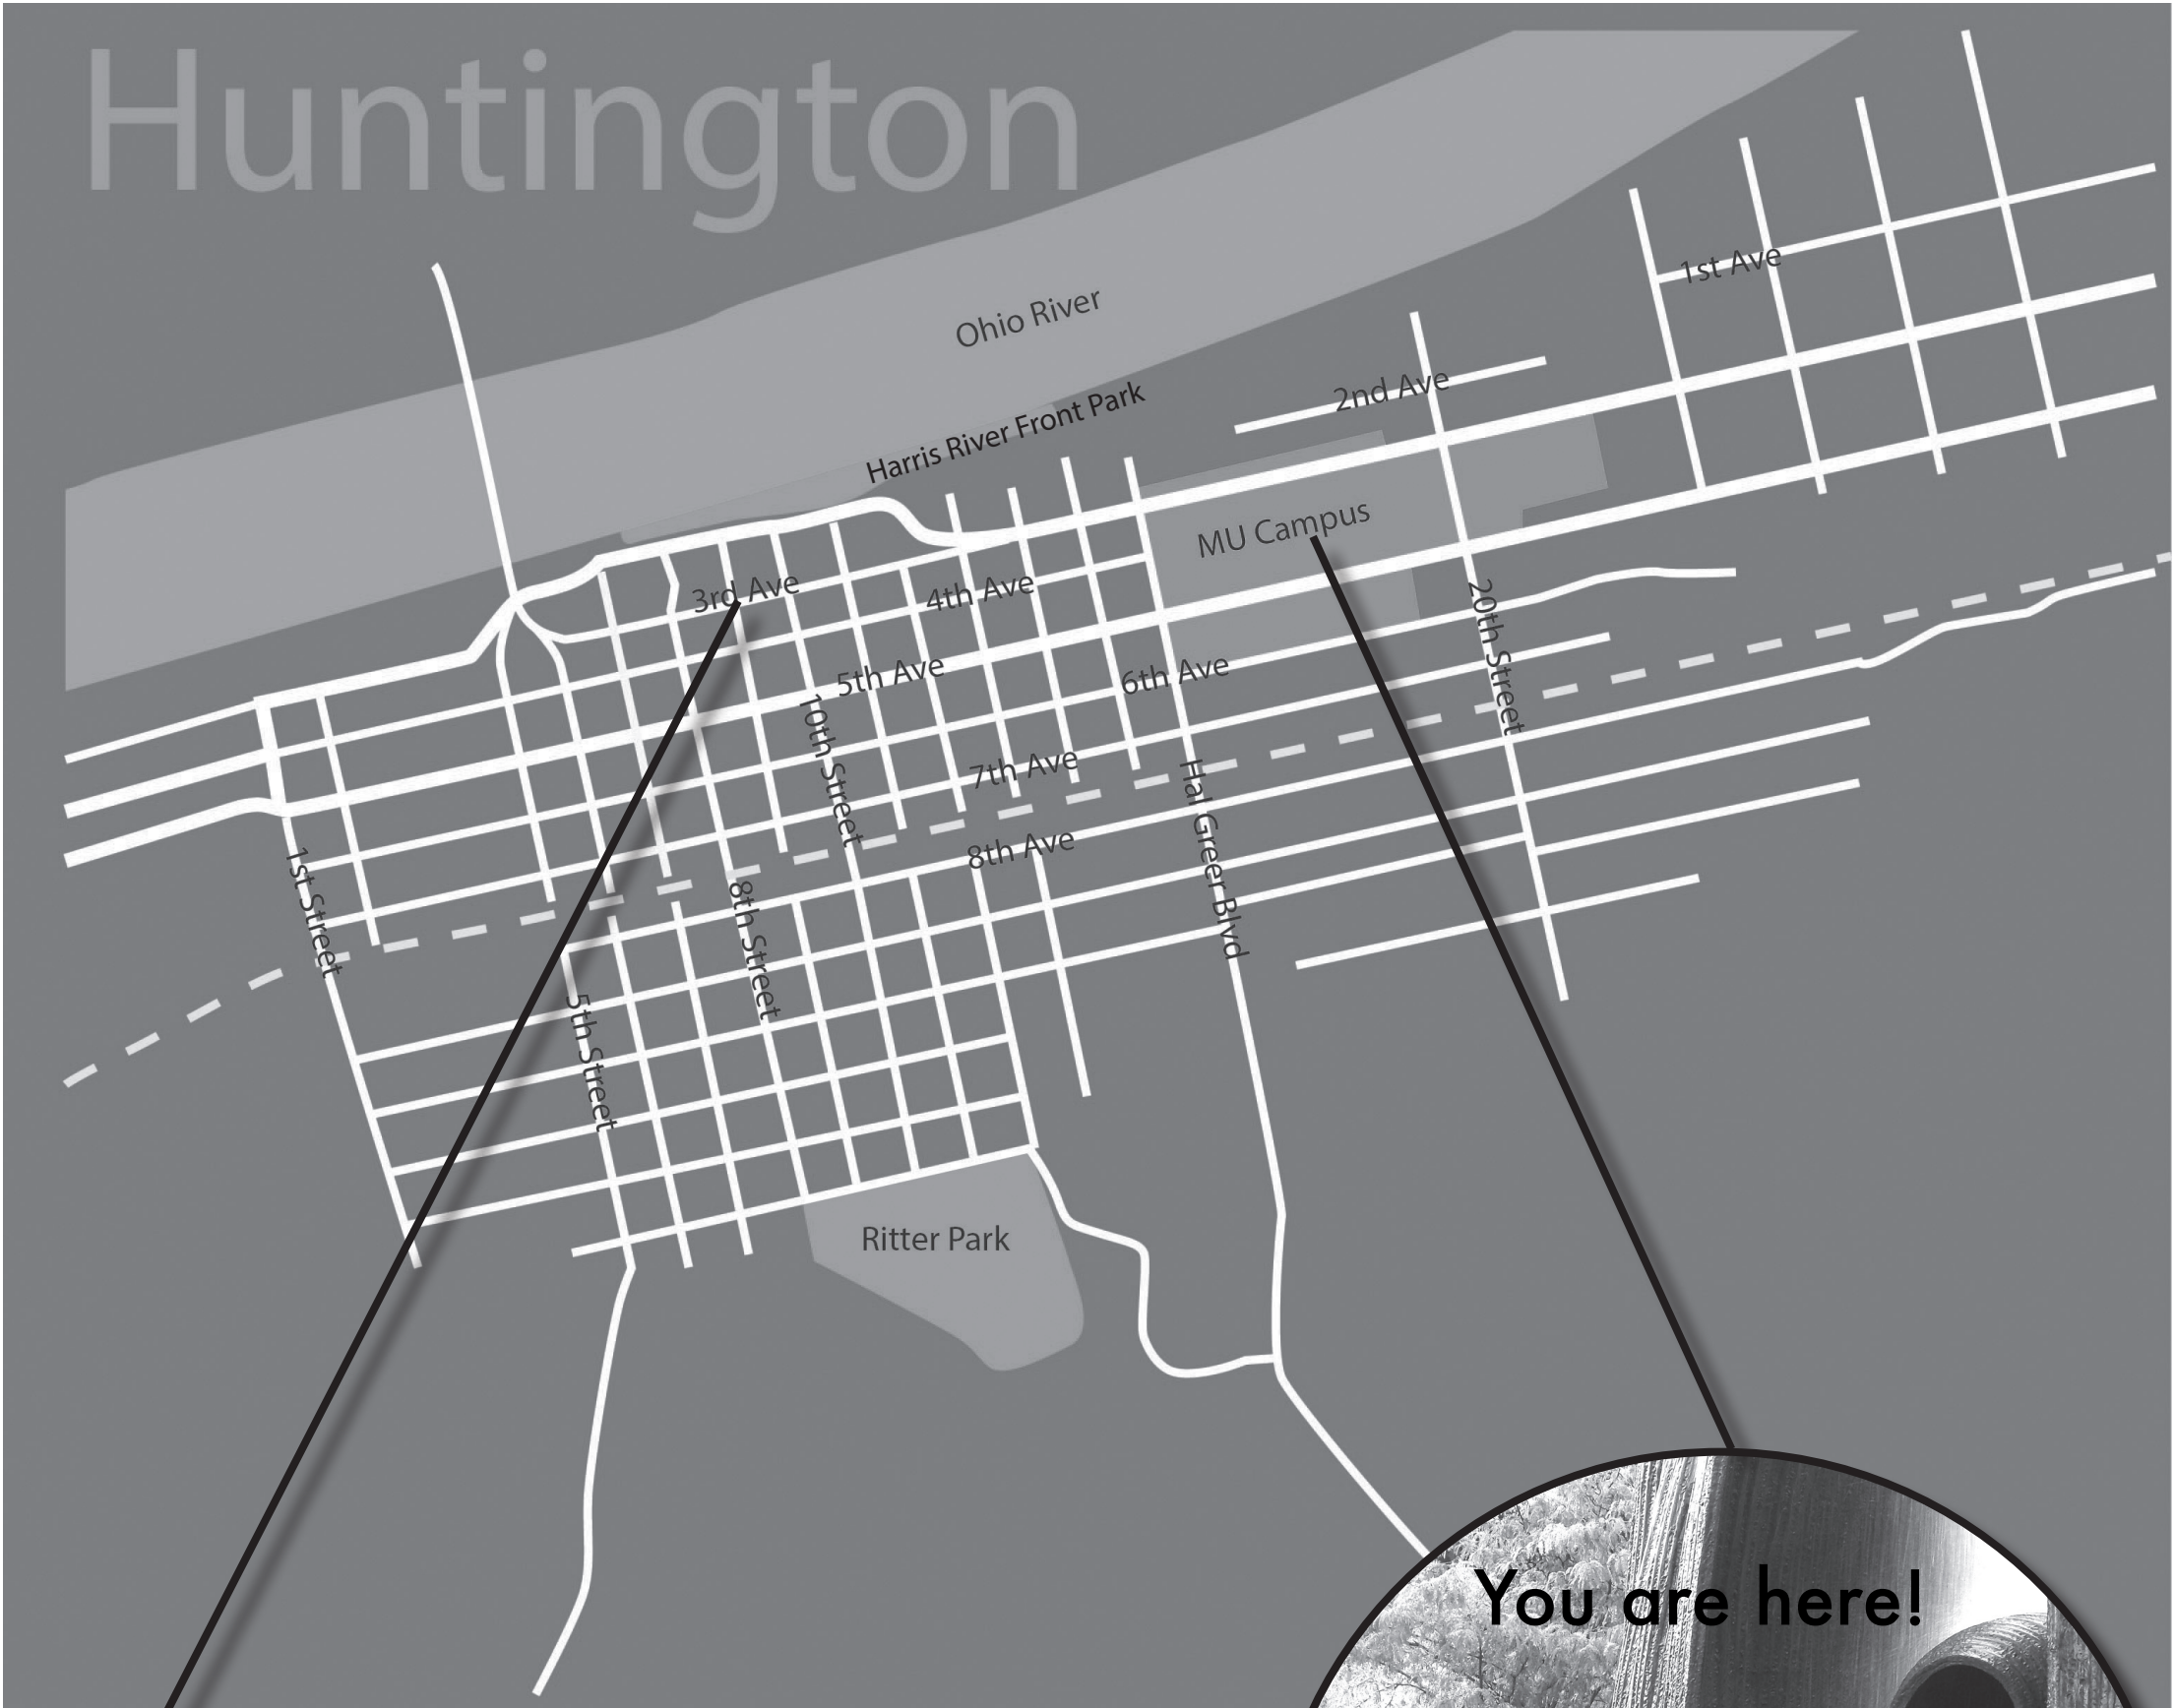 Huntington
1st Ave
Ohio River
2nd Ave
Harris River Front Park
MU Campus
3rd Ave
4th Ave
5th Ave
6th Ave
20th Street
10th Street
7th Ave
8th Ave
Hal Greer Blvd
1st Street
8th Street
5th Street
Ritter Park
You are here!